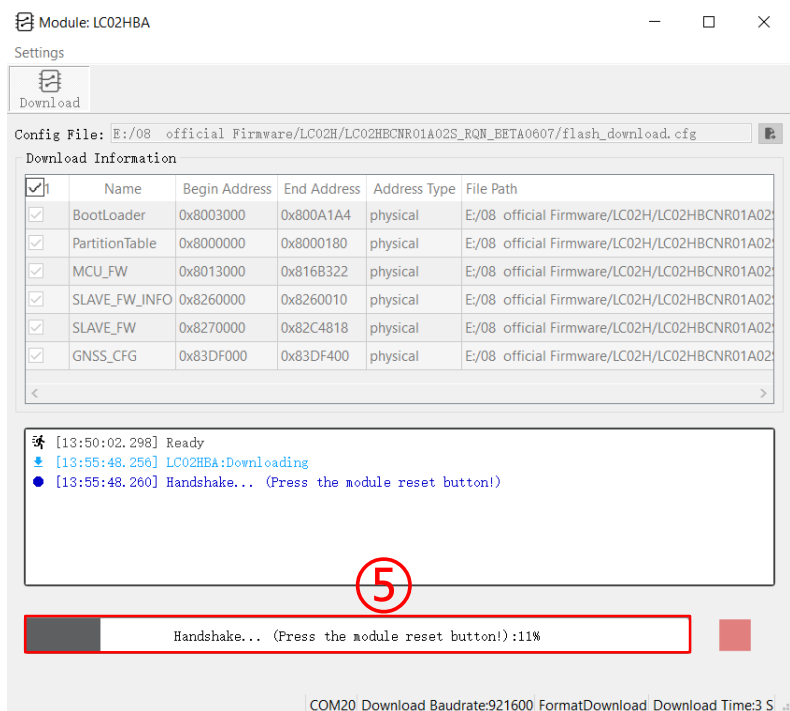 Module: LC02HBA
Settings
Download
Config File: E:/08 official Firmware/LC02H/LC02HBCNR01A02S_RQN_BETA0607/flash_download.cfg
Download Information
1 Name Begin Address End Address Address Type File Path
BootLoader 0x8003000 0x800A1A4 physical E:/08 official Firmware/LC02H/LC02HBCNR01A02
PartitionTable 0x8000000 0x8000180 physical E:/08 official Firmware/LC02H/LC02HBCNR01A02
MCU_FW 0x8013000 0x816B322 physical E:/08 official Firmware/LC02H/LC02HBCNR01A02
SLAVE_FW_INFO 0x8260000 0x8260010 physical E:/08 official Firmware/LC02H/LC02HBCNR01A02
SLAVE_FW 0x8270000 0x82C4818 physical E:/08 official Firmware/LC02H/LC02HBCNR01A02
GNSS_CFG 0x83DF000 0x83DF400 physical E:/08 official Firmware/LC02H/LC02HBCNR01A02
[13:50:02.298] Ready
[13:55:48.256] LC02HBA:Downloading
[13:55:48.260] Handshake... (Press the module reset button!)
⑤
Handshake... (Press the module reset button!):11%
COM20 Download Baudrate:921600 FormatDownload Download Time:3 S